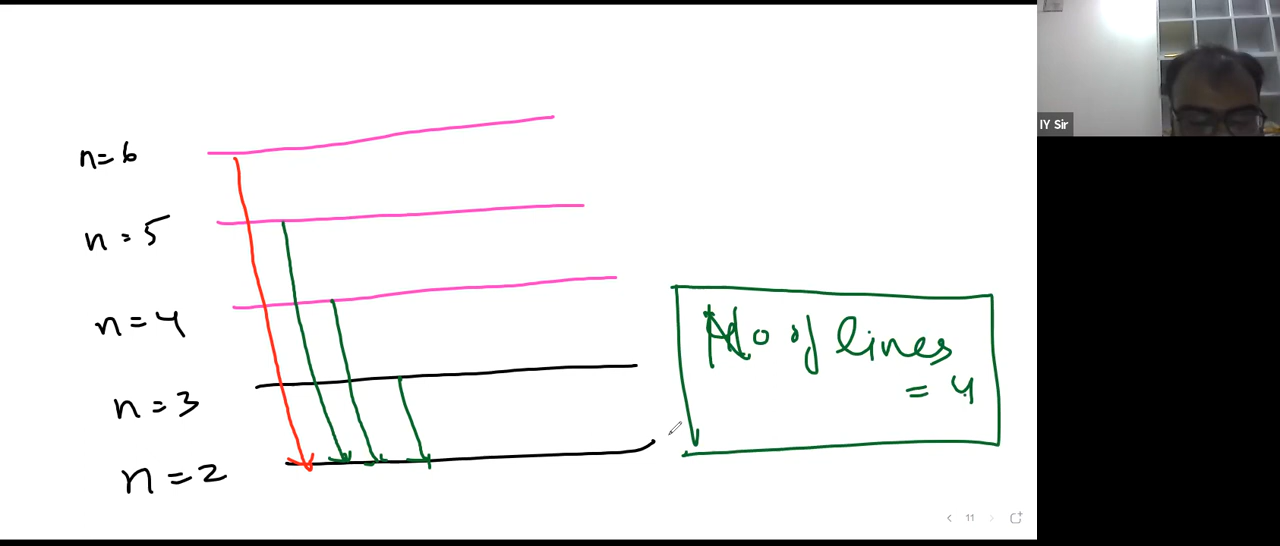 n=6
n=5
n=4
n=3
n=2
No of lines
= 4
IY Sir
11